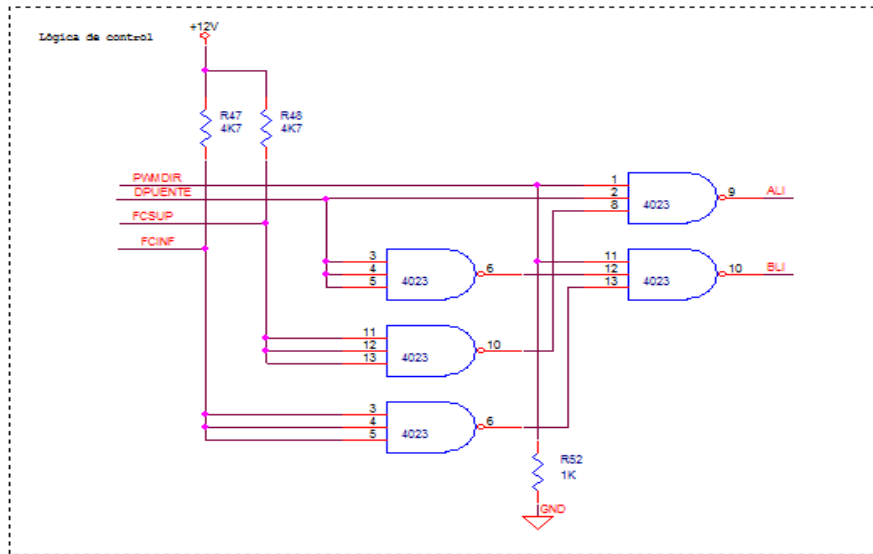 Lógica de control
+12V
R47
4K7
R48
4K7
PWMDIR
DPUENTE
FCSUP
FCINF
1
2
8
4023
9
ALI
3
4
5
4023
6
11
12
13
4023
10
BLI
11
12
13
4023
10
3
4
5
4023
6
R52
1K
GND